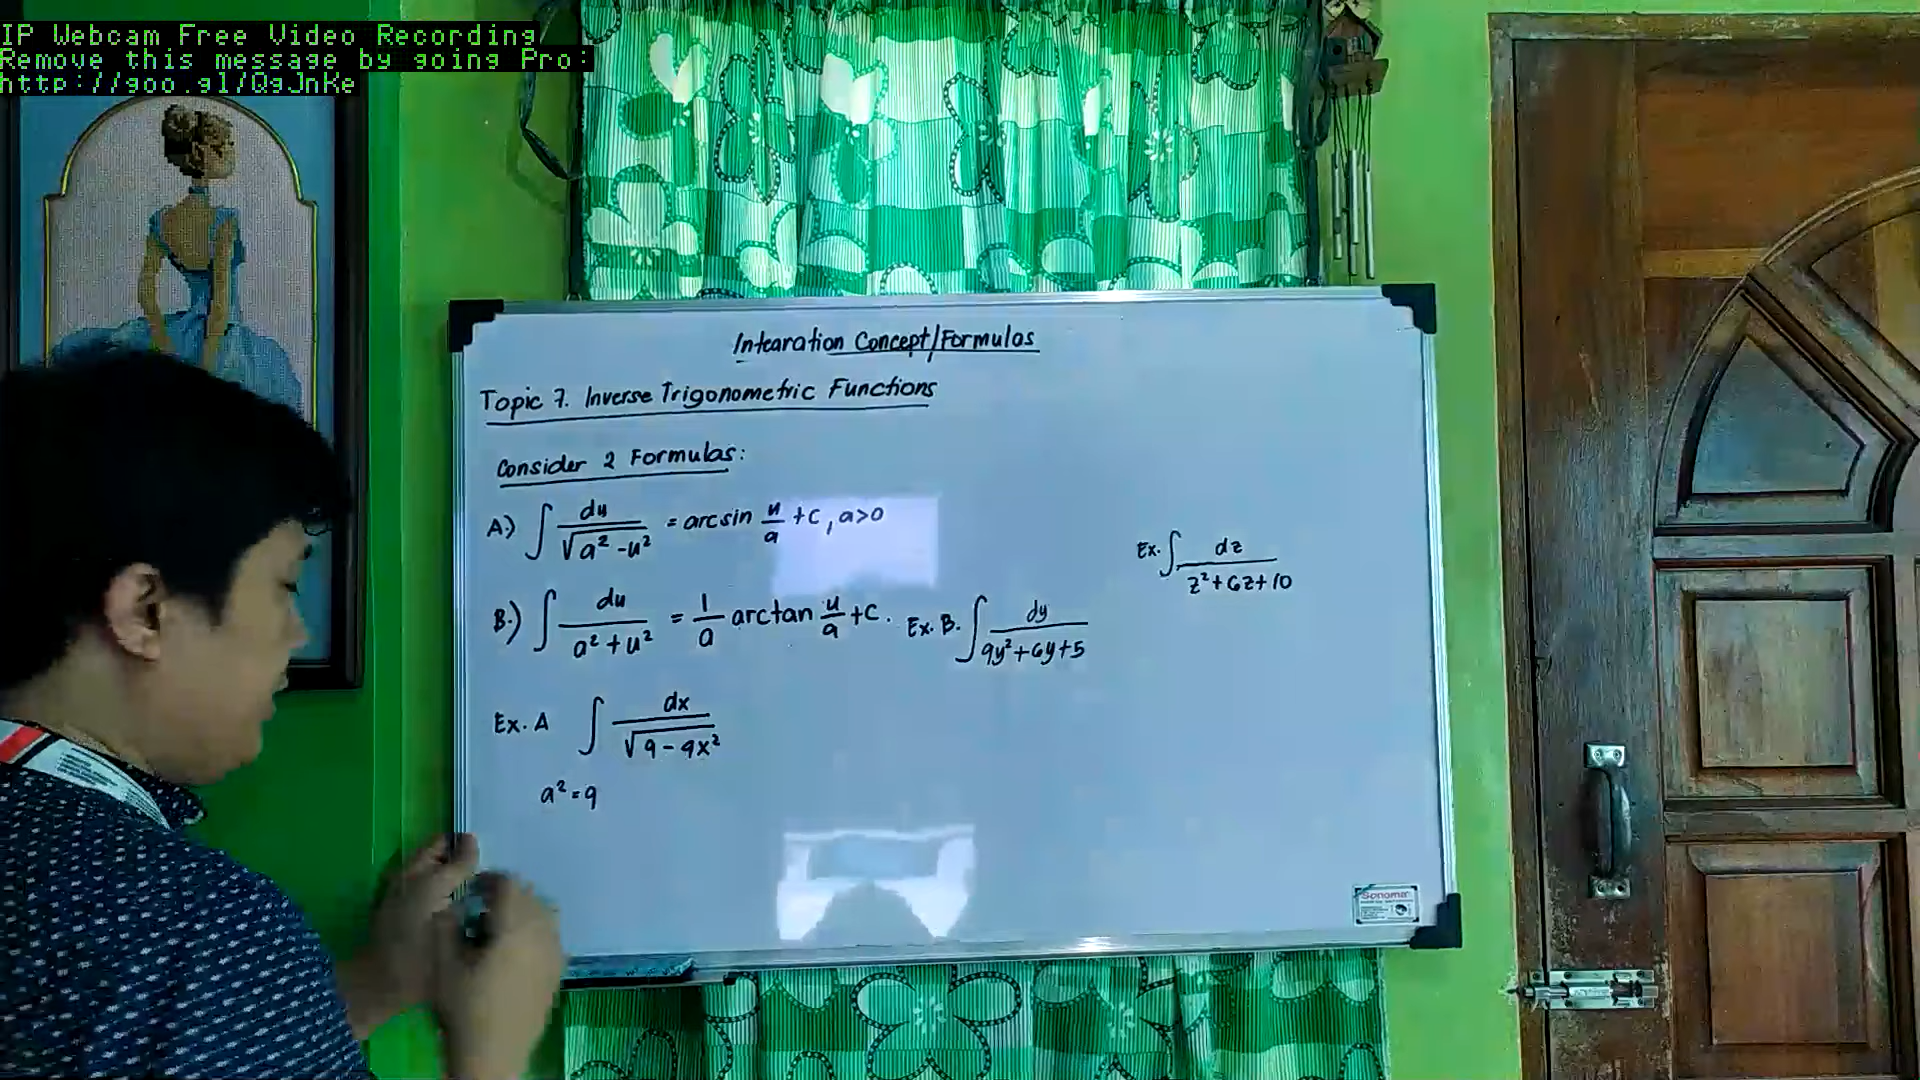 IP Webcam Free Video Recording
Remove this message by going Pro:
http://goo.gl/QgJnKe
Intearation Concept/Formulas
Topic 7. Inverse Trigonometric Functions
Consider 2 Formulas:
A.) ∫ du / √(a² - u²) = arcsin u/a + C, a>0
B.) ∫ du / (a² + u²) = 1/a arctan u/a + C.
Ex. B. ∫ dy / (9y² + 6y + 5)
Ex. ∫ dz / (z² + 6z + 10)
Ex. A ∫ dx / √(9 - 9x²)
a² = 9
Sonoma